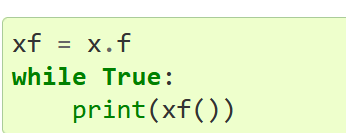 xf = x.f
while True:
    print(xf())